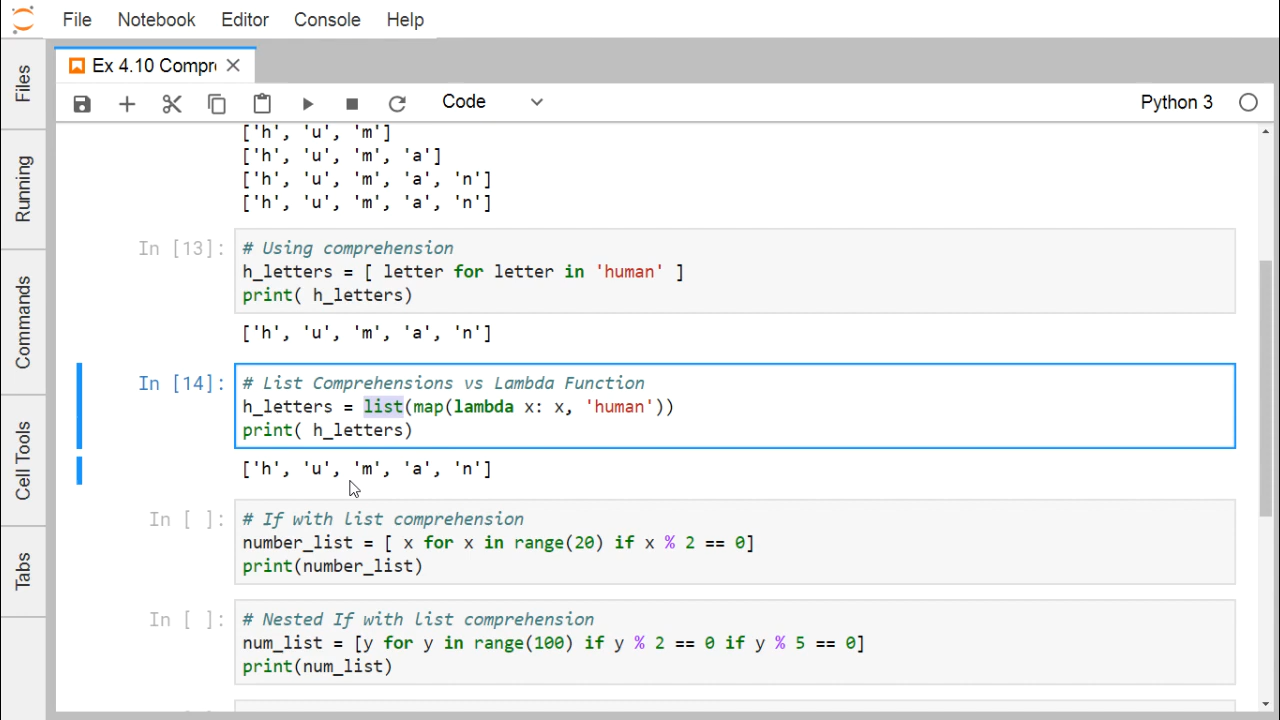 File Notebook Editor Console Help
Ex 4.10 Compre
Code
Python 3
Files
Running
Commands
Cell Tools
Tabs
['h', 'u', 'm']
['h', 'u', 'm', 'a']
['h', 'u', 'm', 'a', 'n']
['h', 'u', 'm', 'a', 'n']
In [13]:
# Using comprehension
h_letters = [ letter for letter in 'human' ]
print( h_letters)
['h', 'u', 'm', 'a', 'n']
In [14]:
# List Comprehensions vs Lambda Function
h_letters = list(map(lambda x: x, 'human'))
print( h_letters)
['h', 'u', 'm', 'a', 'n']
In [ ]:
# If with list comprehension
number_list = [ x for x in range(20) if x % 2 == 0]
print(number_list)
In [ ]:
# Nested If with list comprehension
num_list = [y for y in range(100) if y % 2 == 0 if y % 5 == 0]
print(num_list)